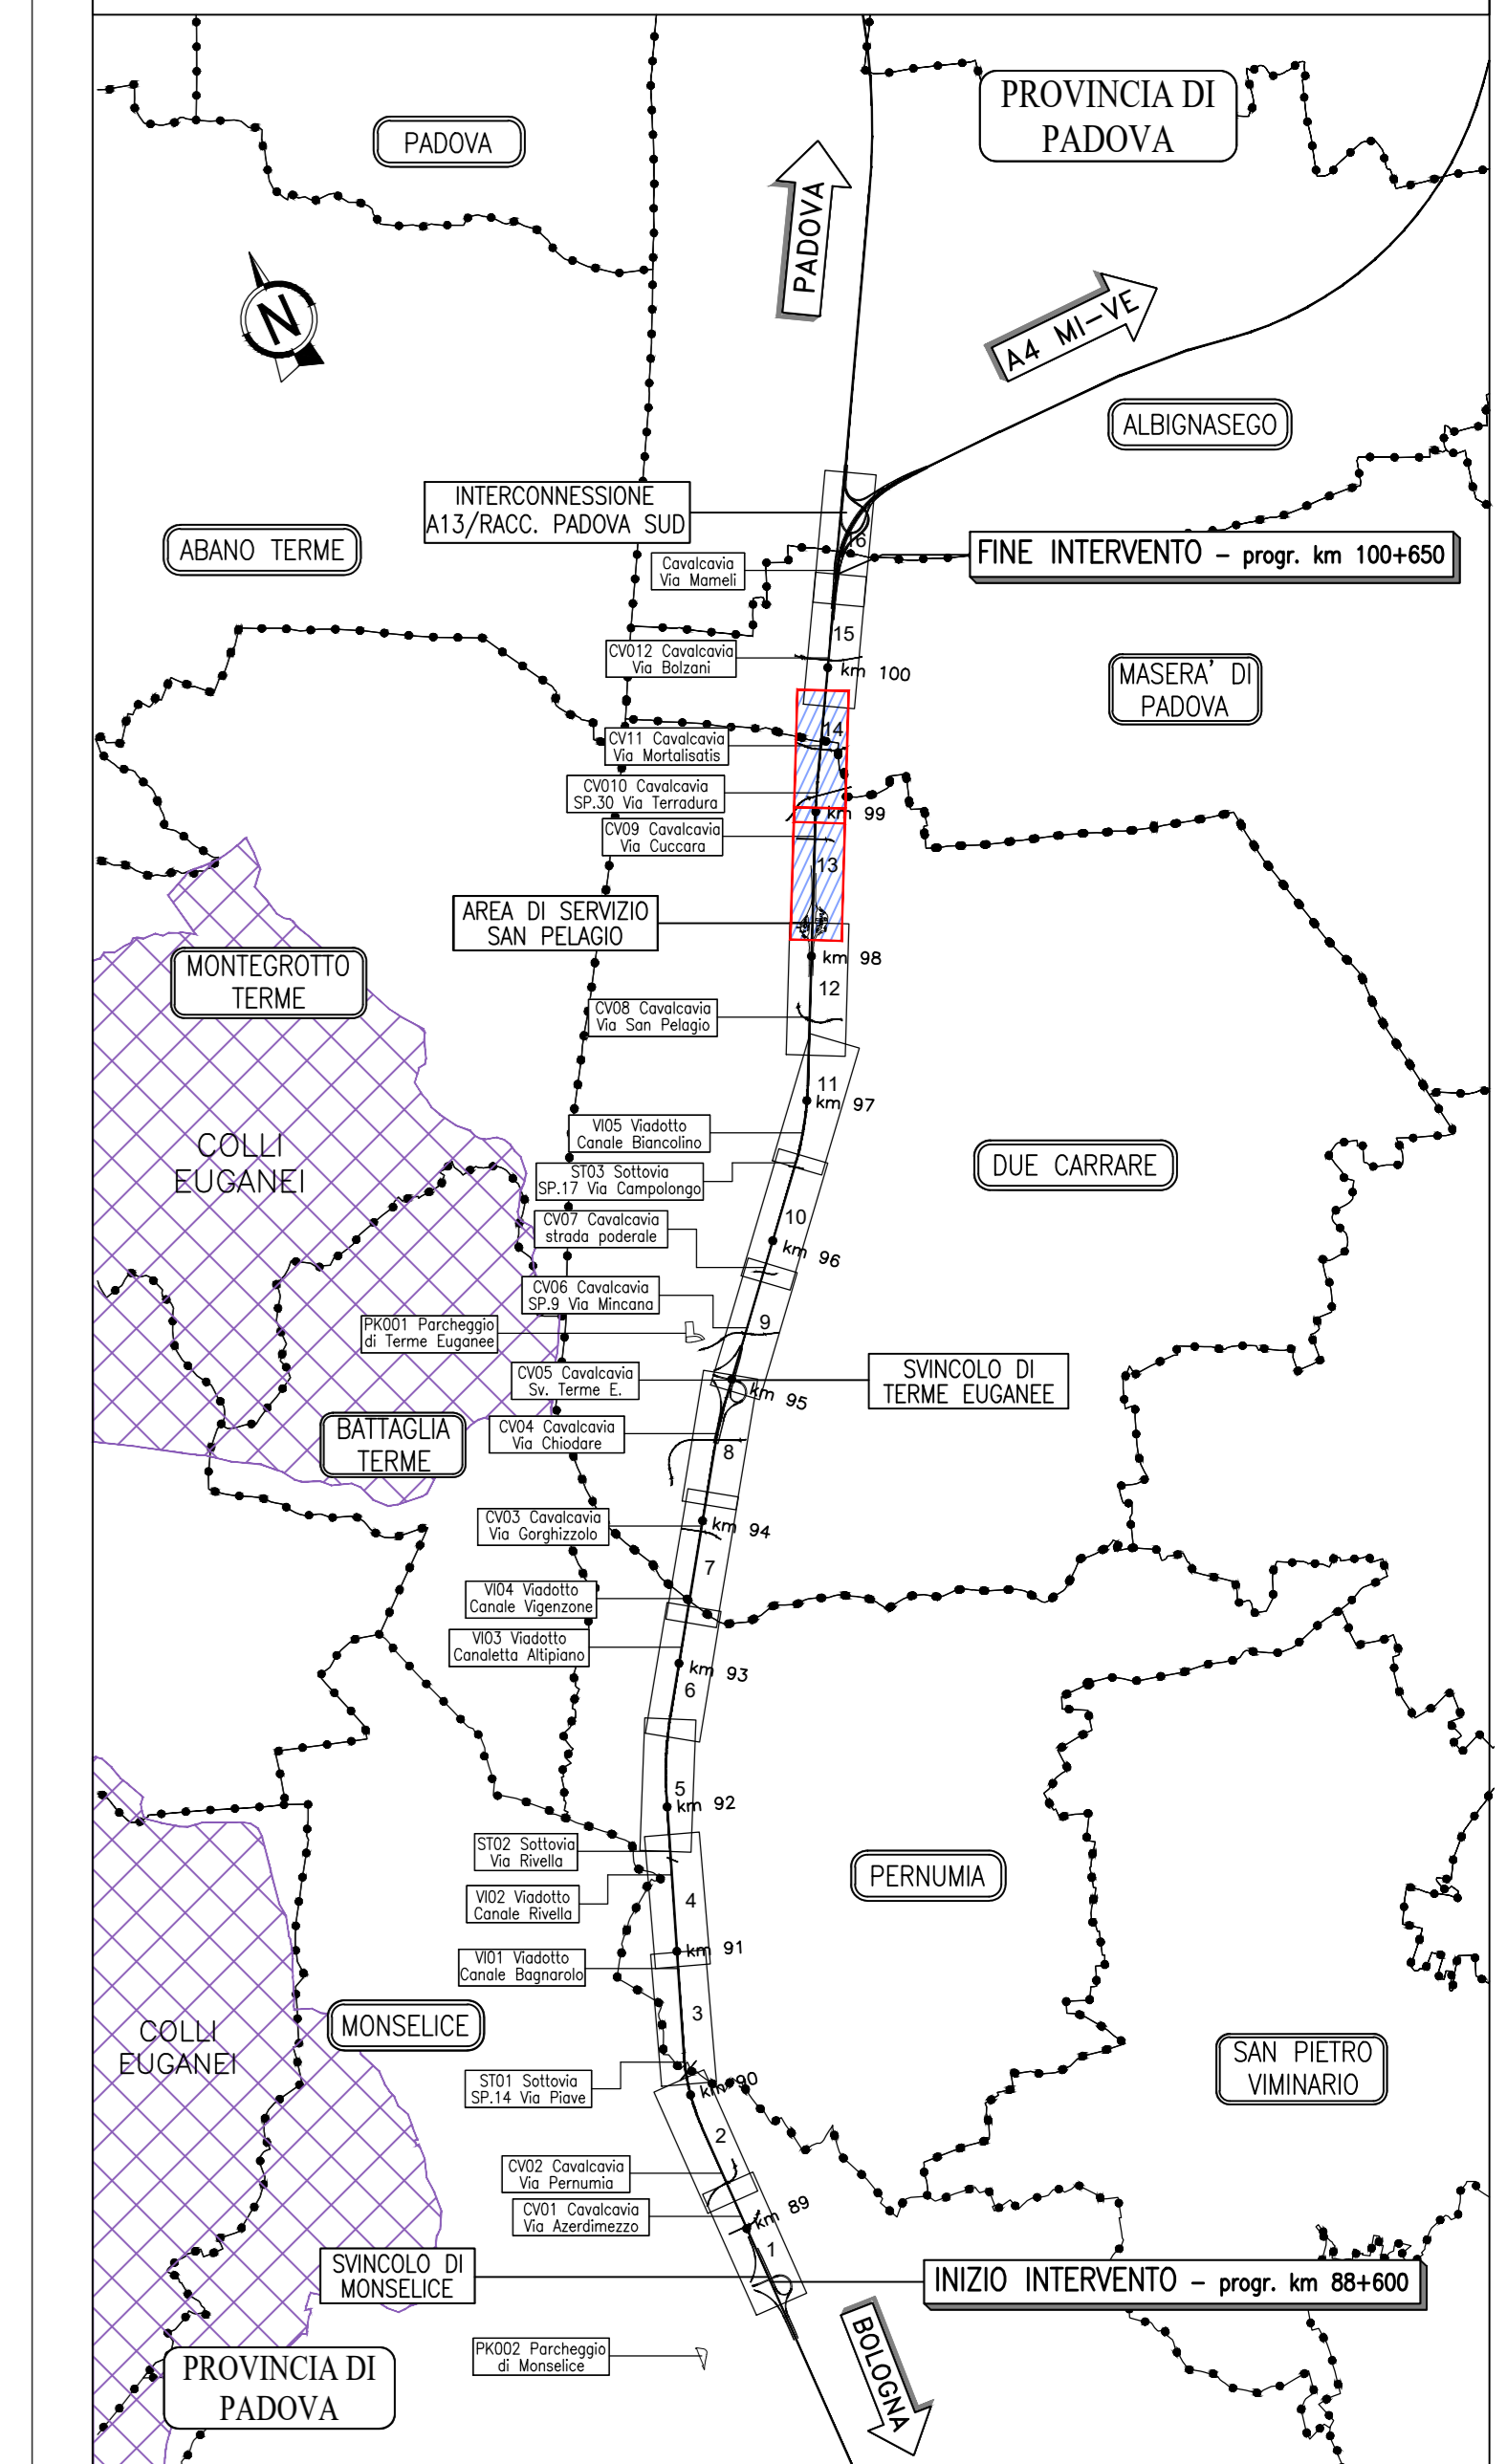 PROVINCIA DI
PADOVA
PADOVA
PADOVA
N
A4 MI-VE
ALBIGNASEGO
INTERCONNESSIONE
A13/RACC. PADOVA SUD
ABANO TERME
16
FINE INTERVENTO - progr. km 100+650
Cavalcavia
Via Mameli
15
CV012 Cavalcavia
Via Bolzani
km 100
MASERA' DI
PADOVA
14
CV11 Cavalcavia
Via Mortalisatis
CV010 Cavalcavia
SP.30 Via Terradura
km 99
CV09 Cavalcavia
Via Cuccara
13
AREA DI SERVIZIO
SAN PELAGIO
km 98
MONTEGROTTO
TERME
12
CV08 Cavalcavia
Via San Pelagio
11
km 97
VI05 Viadotto
Canale Biancolino
COLLI
EUGANEI
DUE CARRARE
ST03 Sottovia
SP.17 Via Campolongo
10
CV07 Cavalcavia
strada poderale
km 96
CV06 Cavalcavia
SP.9 Via Mincana
9
PK001 Parcheggio
di Terme Euganee
CV05 Cavalcavia
Sv. Terme E.
SVINCOLO DI
TERME EUGANEE
km 95
BATTAGLIA
TERME
CV04 Cavalcavia
Via Chiodare
8
CV03 Cavalcavia
Via Gorghizzolo
km 94
7
VI04 Viadotto
Canale Vigenzone
VI03 Viadotto
Canaletta Altipiano
km 93
6
5
km 92
ST02 Sottovia
Via Rivella
PERNUMIA
VI02 Viadotto
Canale Rivella
4
km 91
VI01 Viadotto
Canale Bagnarolo
3
MONSELICE
COLLI
EUGANEI
SAN PIETRO
VIMINARIO
ST01 Sottovia
SP.14 Via Piave
km 90
2
CV02 Cavalcavia
Via Pernumia
CV01 Cavalcavia
Via Azerdimezzo
km 89
1
SVINCOLO DI
MONSELICE
INIZIO INTERVENTO - progr. km 88+600
PK002 Parcheggio
di Monselice
BOLOGNA
PROVINCIA DI
PADOVA